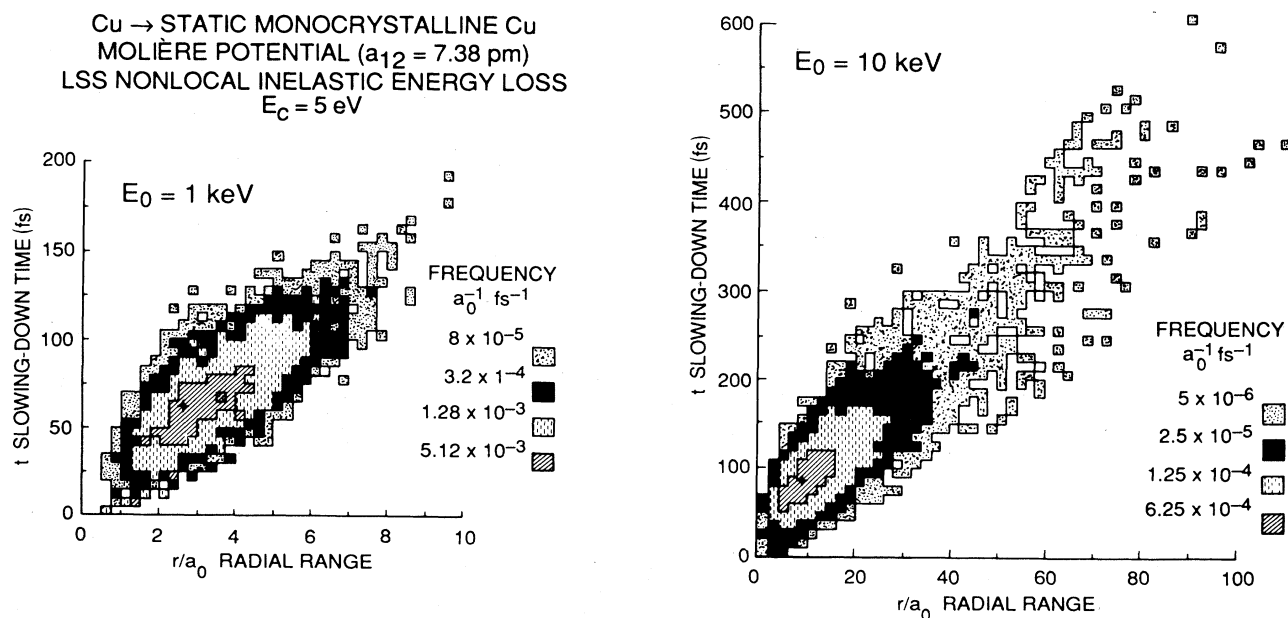 Cu → STATIC MONOCRYSTALLINE Cu
MOLIÈRE POTENTIAL (a12 = 7.38 pm)
LSS NONLOCAL INELASTIC ENERGY LOSS
Ec = 5 eV
t SLOWING-DOWN TIME (fs)
200
150
100
50
0
E0 = 1 keV
FREQUENCY
a0^-1 fs^-1
8 x 10^-5
3.2 x 1^-4
1.28 x 10^-3
5.12 x 10^-3
0 2 4 6 8 10
r/a0 RADIAL RANGE
t SLOWING-DOWN TIME (fs)
600
500
400
300
200
100
0
E0 = 10 keV
FREQUENCY
a0^-1 fs^-1
5 x 10^-6
2.5 x 10^-5
1.25 x 10^-4
6.25 x 10^-4
0 20 40 60 80 100
r/a0 RADIAL RANGE